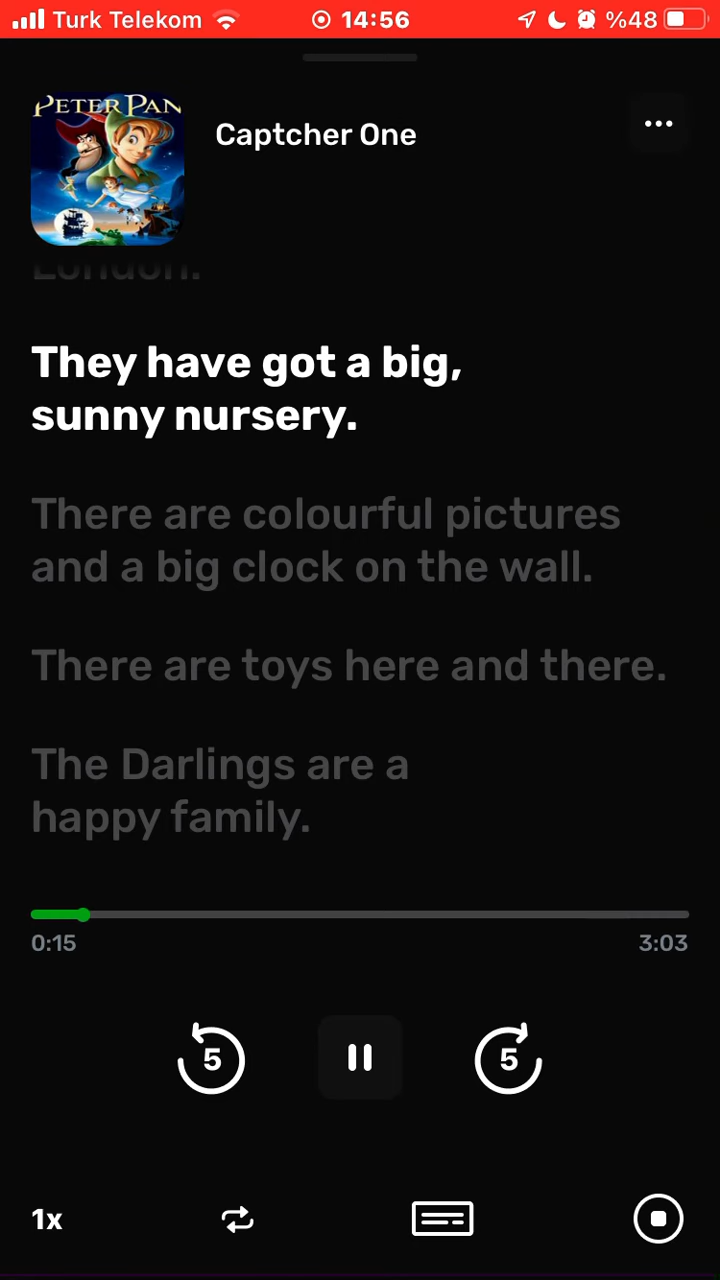 Turk Telekom 14:56 %48
PETER PAN
Captcher One
London.
They have got a big,
sunny nursery.
There are colourful pictures
and a big clock on the wall.
There are toys here and there.
The Darlings are a
happy family.
0:15 3:03
5 5
1x